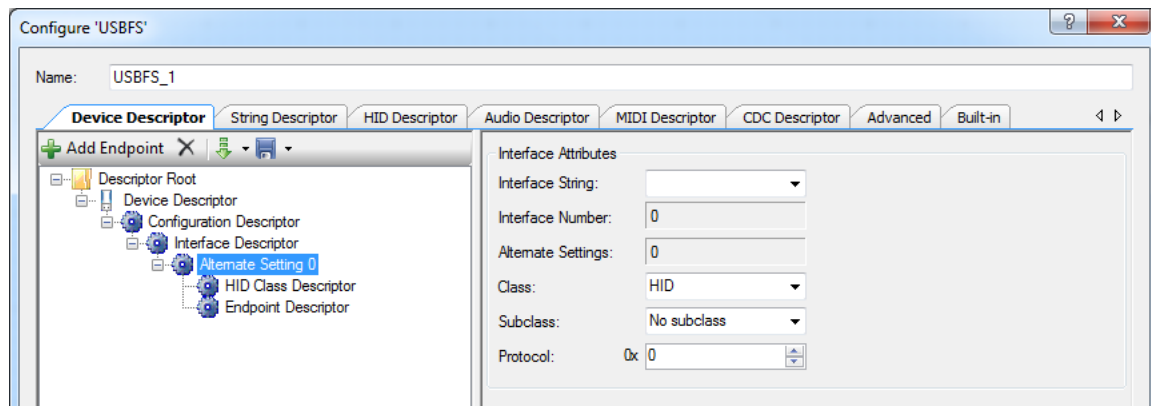 Configure 'USBFS'
Name: USBFS_1
Device Descriptor String Descriptor HID Descriptor Audio Descriptor MIDI Descriptor CDC Descriptor Advanced Built-in
Add Endpoint
Descriptor Root
Device Descriptor
Configuration Descriptor
Interface Descriptor
Alternate Setting 0
HID Class Descriptor
Endpoint Descriptor
Interface Attributes
Interface String:
Interface Number: 0
Alternate Settings: 0
Class: HID
Subclass: No subclass
Protocol: 0x 0